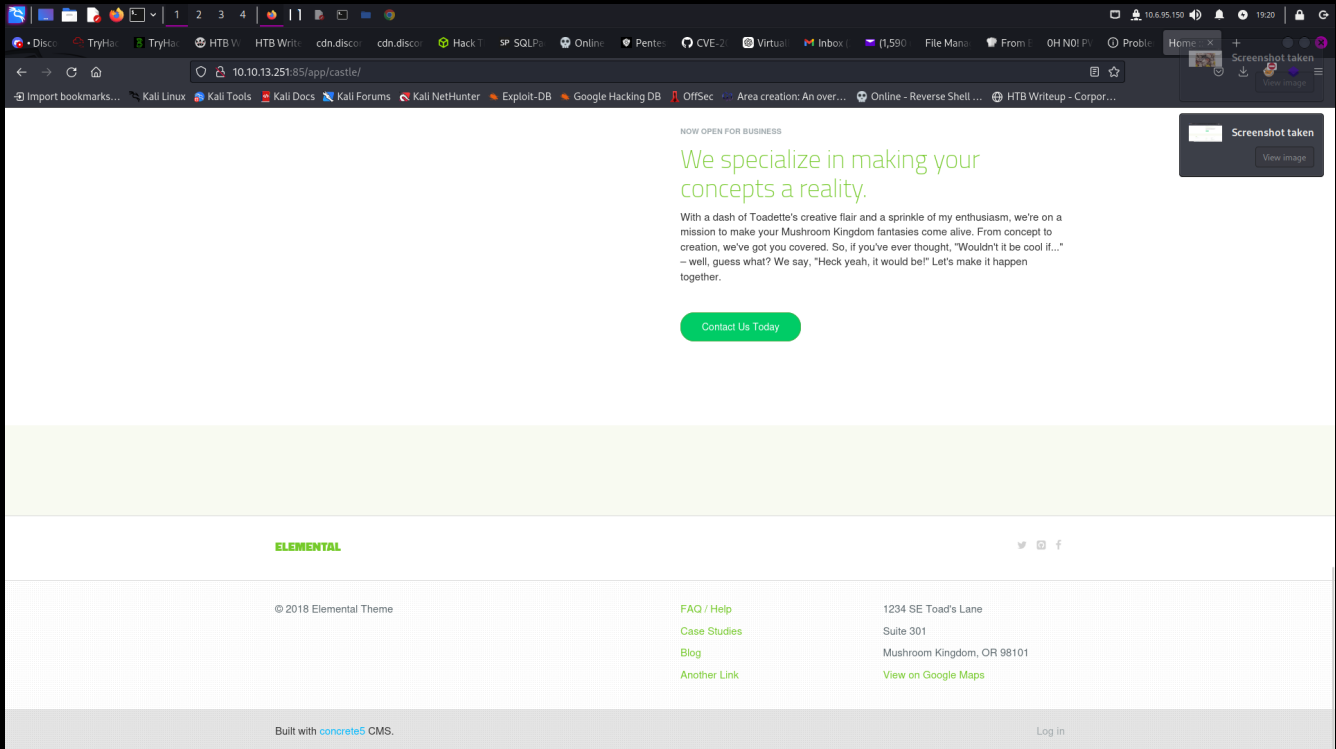 1 2 3 4
10.6.95.150
19:20
Disco
TryHac
TryHac
HTB W
HTB Write
cdn.discor
cdn.discor
Hack T
SP SQLPa
Online
Pentes
CVE-20
Virtual
M Inbox (
(1,590
File Mana
From E
0H N0! P
Proble
Home
Screenshot taken
View image
10.10.13.251:85/app/castle/
Import bookmarks...
Kali Linux
Kali Tools
Kali Docs
Kali Forums
Kali NetHunter
Exploit-DB
Google Hacking DB
OffSec
Area creation: An over...
Online - Reverse Shell ...
HTB Writeup - Corpor...
Screenshot taken
View image
NOW OPEN FOR BUSINESS
We specialize in making your
concepts a reality.
With a dash of Toadette's creative flair and a sprinkle of my enthusiasm, we're on a
mission to make your Mushroom Kingdom fantasies come alive. From concept to
creation, we've got you covered. So, if you've ever thought, "Wouldn't it be cool if..."
– well, guess what? We say, "Heck yeah, it would be!" Let's make it happen
together.
Contact Us Today
ELEMENTAL
© 2018 Elemental Theme
FAQ / Help
Case Studies
Blog
Another Link
1234 SE Toad's Lane
Suite 301
Mushroom Kingdom, OR 98101
View on Google Maps
Built with concrete5 CMS.
Log in